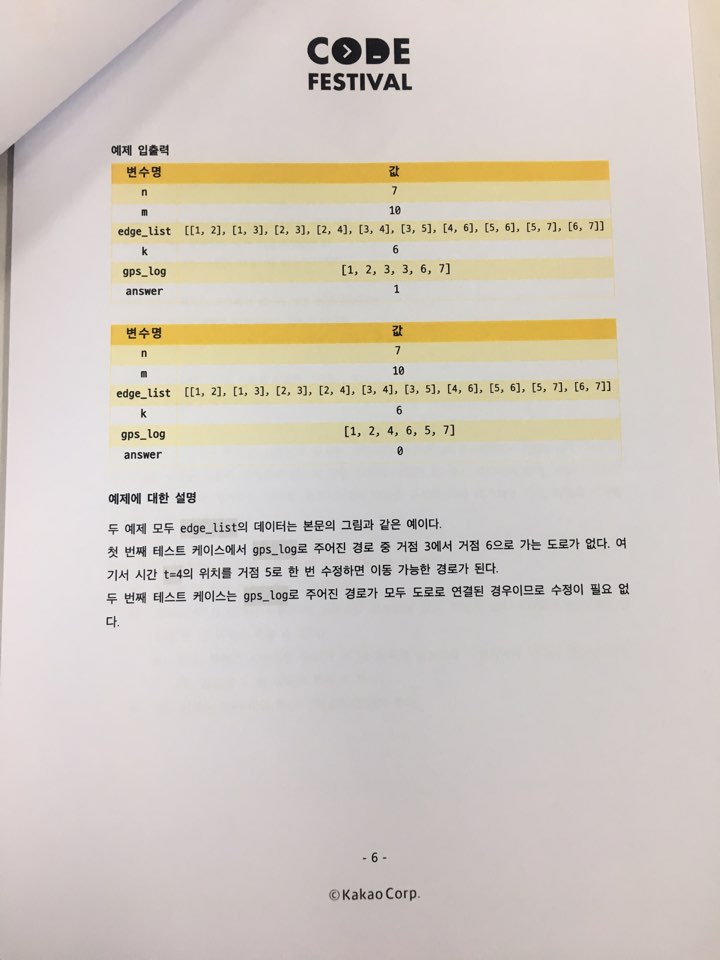 CODE
FESTIVAL
예제 입출력
변수명 값
n 7
m 10
edge_list [[1, 2], [1, 3], [2, 3], [2, 4], [3, 4], [3, 5], [4, 6], [5, 6], [5, 7], [6, 7]]
k 6
gps_log [1, 2, 3, 3, 6, 7]
answer 1
변수명 값
n 7
m 10
edge_list [[1, 2], [1, 3], [2, 3], [2, 4], [3, 4], [3, 5], [4, 6], [5, 6], [5, 7], [6, 7]]
k 6
gps_log [1, 2, 4, 6, 5, 7]
answer 0
예제에 대한 설명
두 예제 모두 edge_list의 데이터는 본문의 그림과 같은 예이다.
첫 번째 테스트 케이스에서 gps_log로 주어진 경로 중 거점 3에서 거점 6으로 가는 도로가 없다. 여
기서 시간 t=4의 위치를 거점 5로 한 번 수정하면 이동 가능한 경로가 된다.
두 번째 테스트 케이스는 gps_log로 주어진 경로가 모두 도로로 연결된 경우이므로 수정이 필요 없
다.
- 6 -
©Kakao Corp.